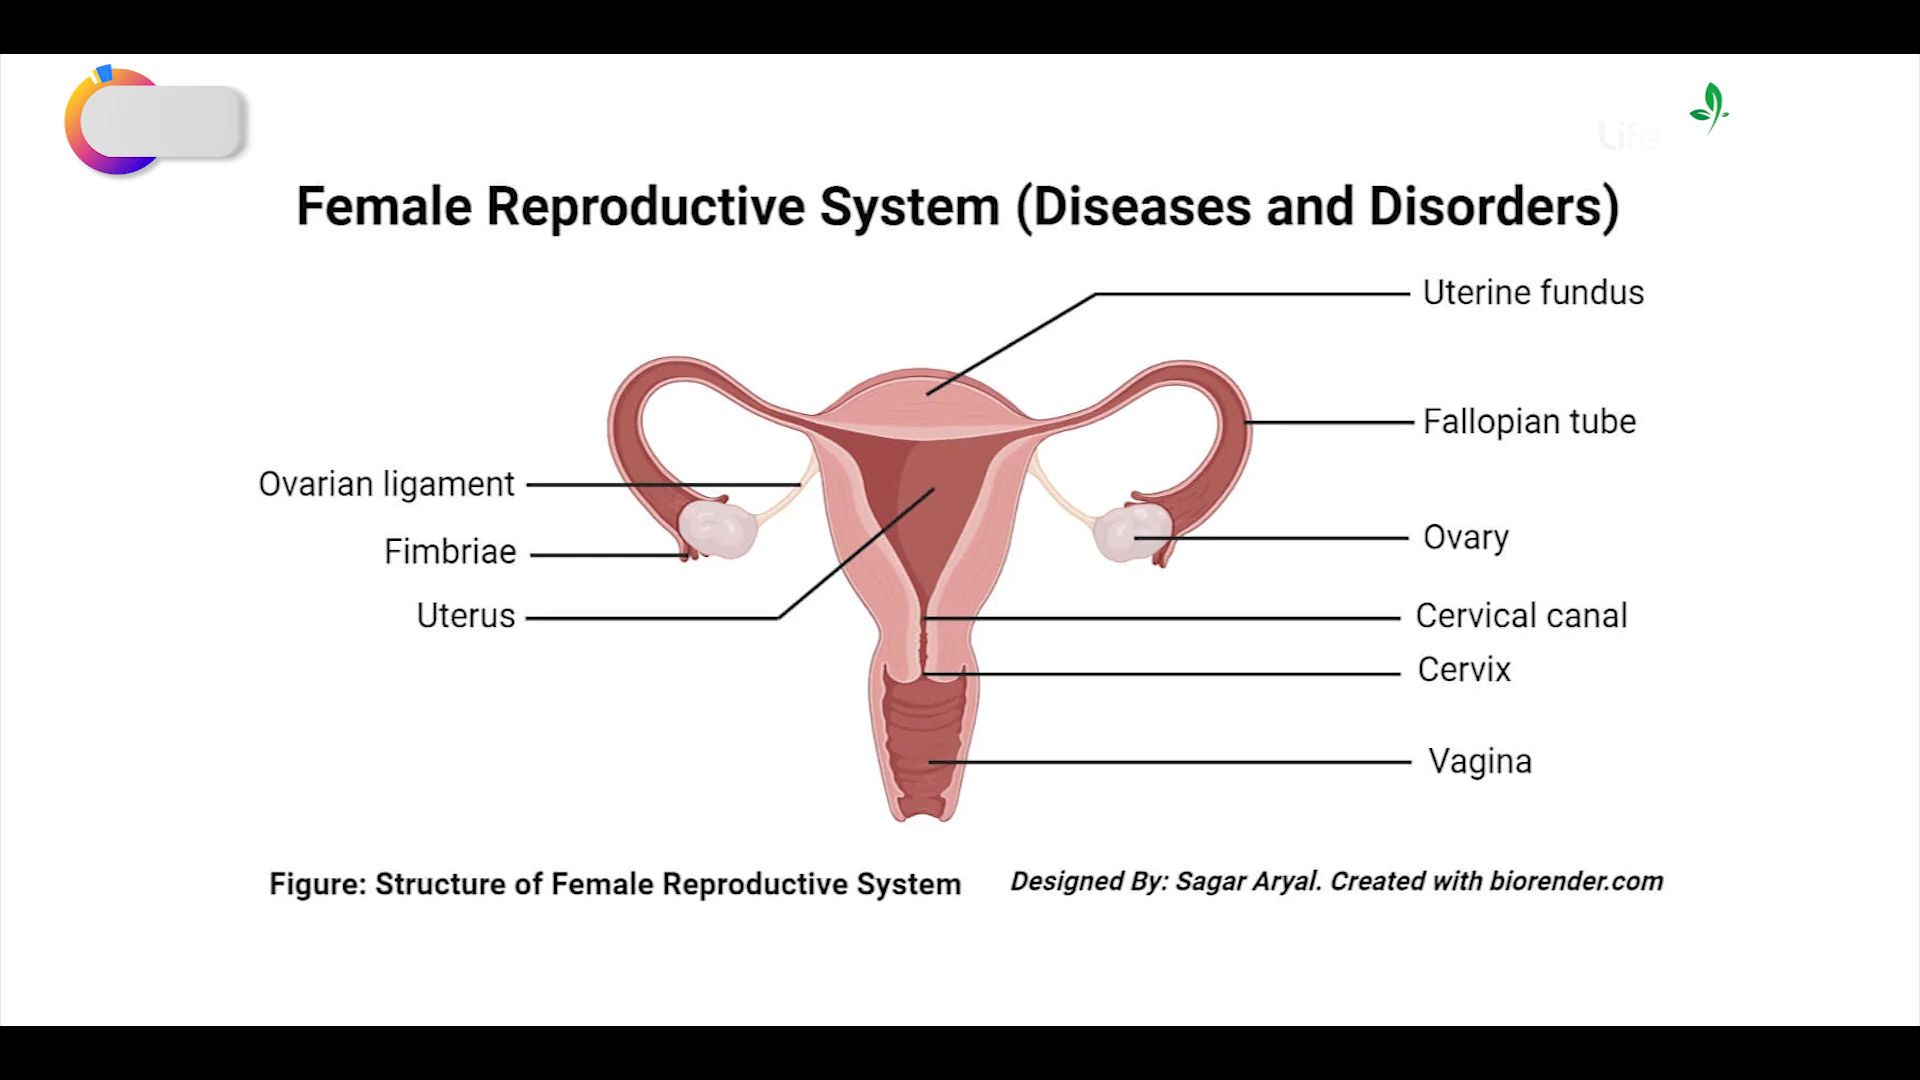 Life
Female Reproductive System (Diseases and Disorders)
Uterine fundus
Fallopian tube
Ovarian ligament
Ovary
Fimbriae
Uterus
Cervical canal
Cervix
Vagina
Figure: Structure of Female Reproductive System
Designed By: Sagar Aryal. Created with biorender.com